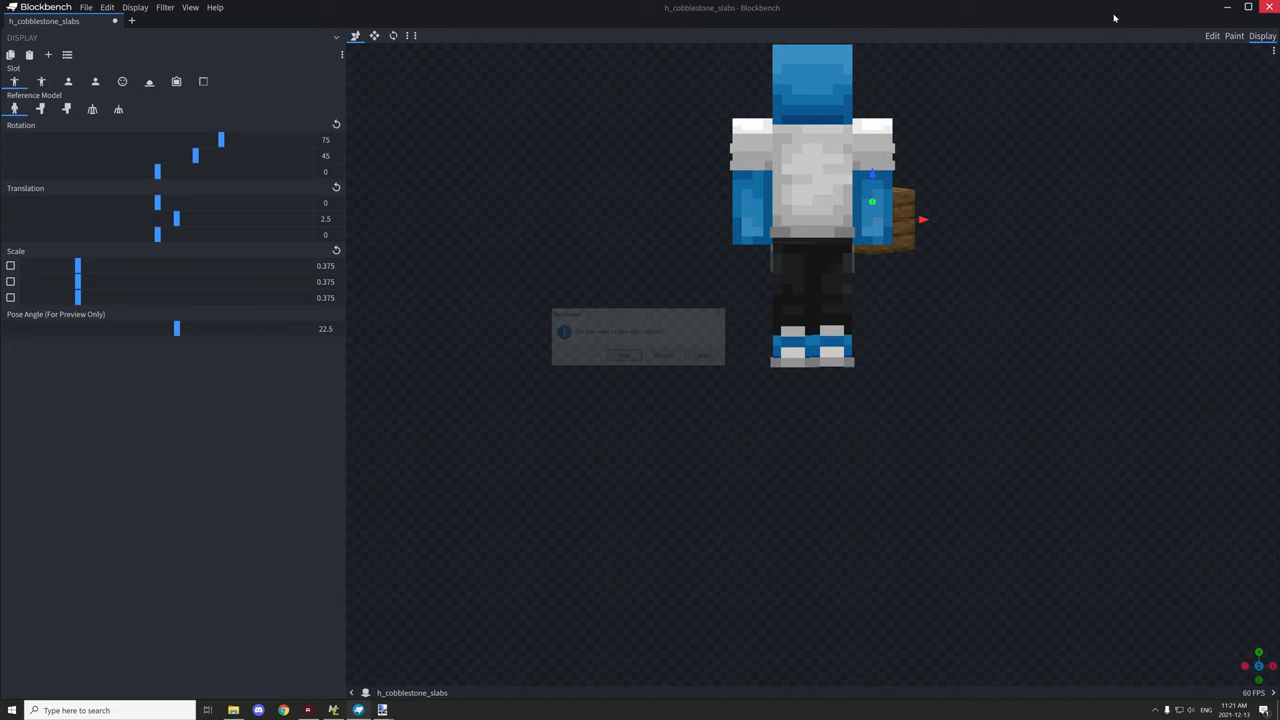 Blockbench File Edit Display Filter View Help
h_cobblestone_slabs - Blockbench
h_cobblestone_slabs
DISPLAY
Edit Paint Display
Slot
Reference Model
Rotation
75
45
0
Translation
0
2.5
0
Scale
0.375
0.375
0.375
Pose Angle (For Preview Only)
22.5
h_cobblestone_slabs
60 FPS
Type here to search
ENG
11:21 AM
2021-12-13